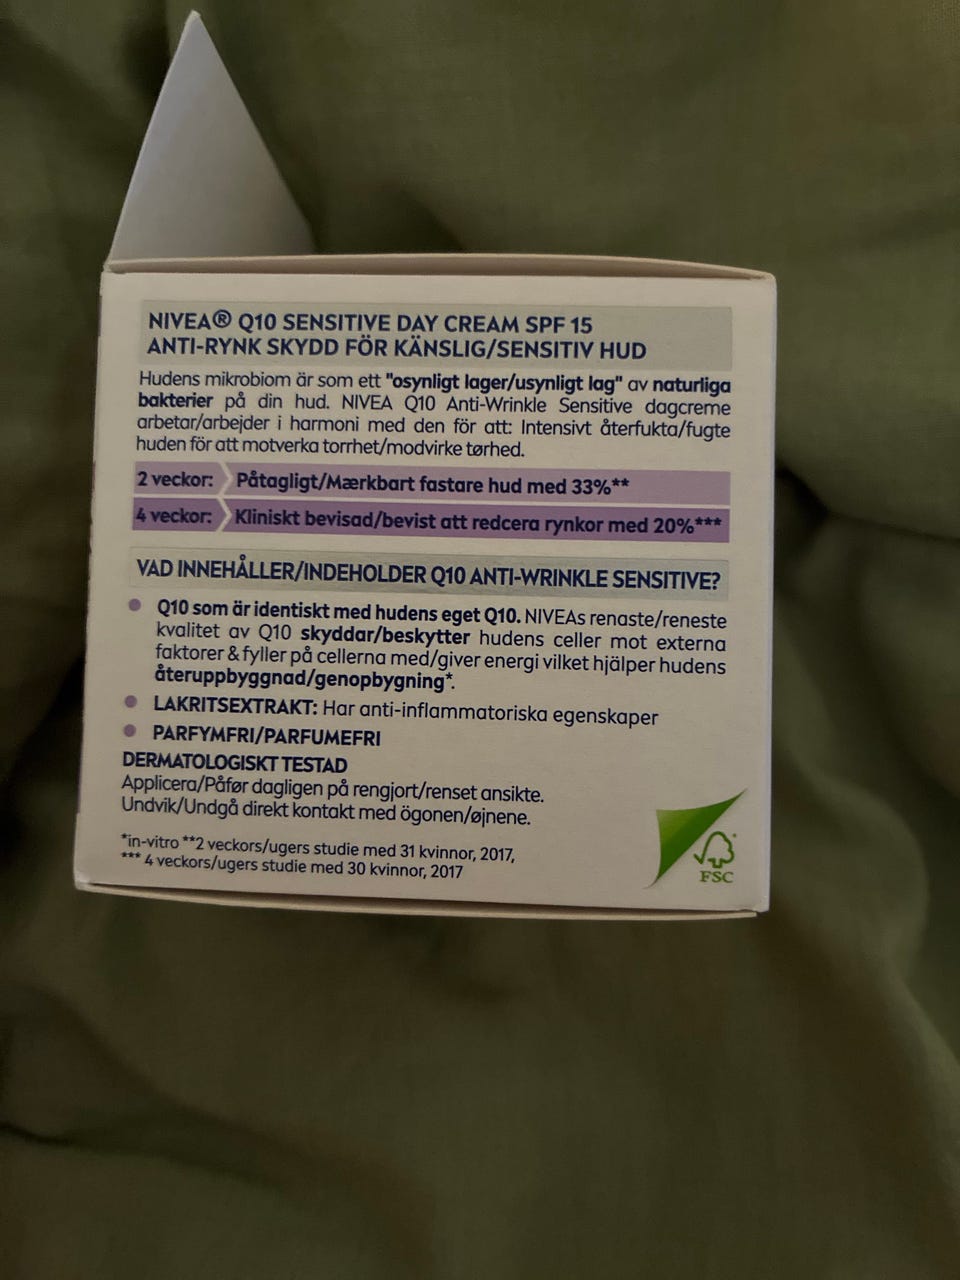 NIVEA® Q10 SENSITIVE DAY CREAM SPF 15
ANTI-RYNK SKYDD FÖR KÄNSLIG/SENSITIV HUD
Hudens mikrobiom är som ett "osynligt lager/usynligt lag" av naturliga
bakterier på din hud. NIVEA Q10 Anti-Wrinkle Sensitive dagcreme
arbetar/arbejder i harmoni med den för att: Intensivt återfukta/fugte
huden för att motverka torrhet/modvirke tørhed.
2 veckor: Påtagligt/Mærkbart fastare hud med 33%**
4 veckor: Kliniskt bevisad/bevist att redcera rynkor med 20%***
VAD INNEHÅLLER/INDEHOLDER Q10 ANTI-WRINKLE SENSITIVE?
Q10 som är identiskt med hudens eget Q10. NIVEAs renaste/reneste
kvalitet av Q10 skyddar/beskytter hudens celler mot externa
faktorer & fyller på cellerna med/giver energi vilket hjälper hudens
återuppbyggnad/genopbygning*.
LAKRITSEXTRAKT: Har anti-inflammatoriska egenskaper
PARFYMFRI/PARFUMEFRI
DERMATOLOGISKT TESTAD
Applicera/Påfør dagligen på rengjort/renset ansikte.
Undvik/Undgå direkt kontakt med ögonen/øjnene.
*in-vitro **2 veckors/ugers studie med 31 kvinnor, 2017,
*** 4 veckors/ugers studie med 30 kvinnor, 2017
FSC